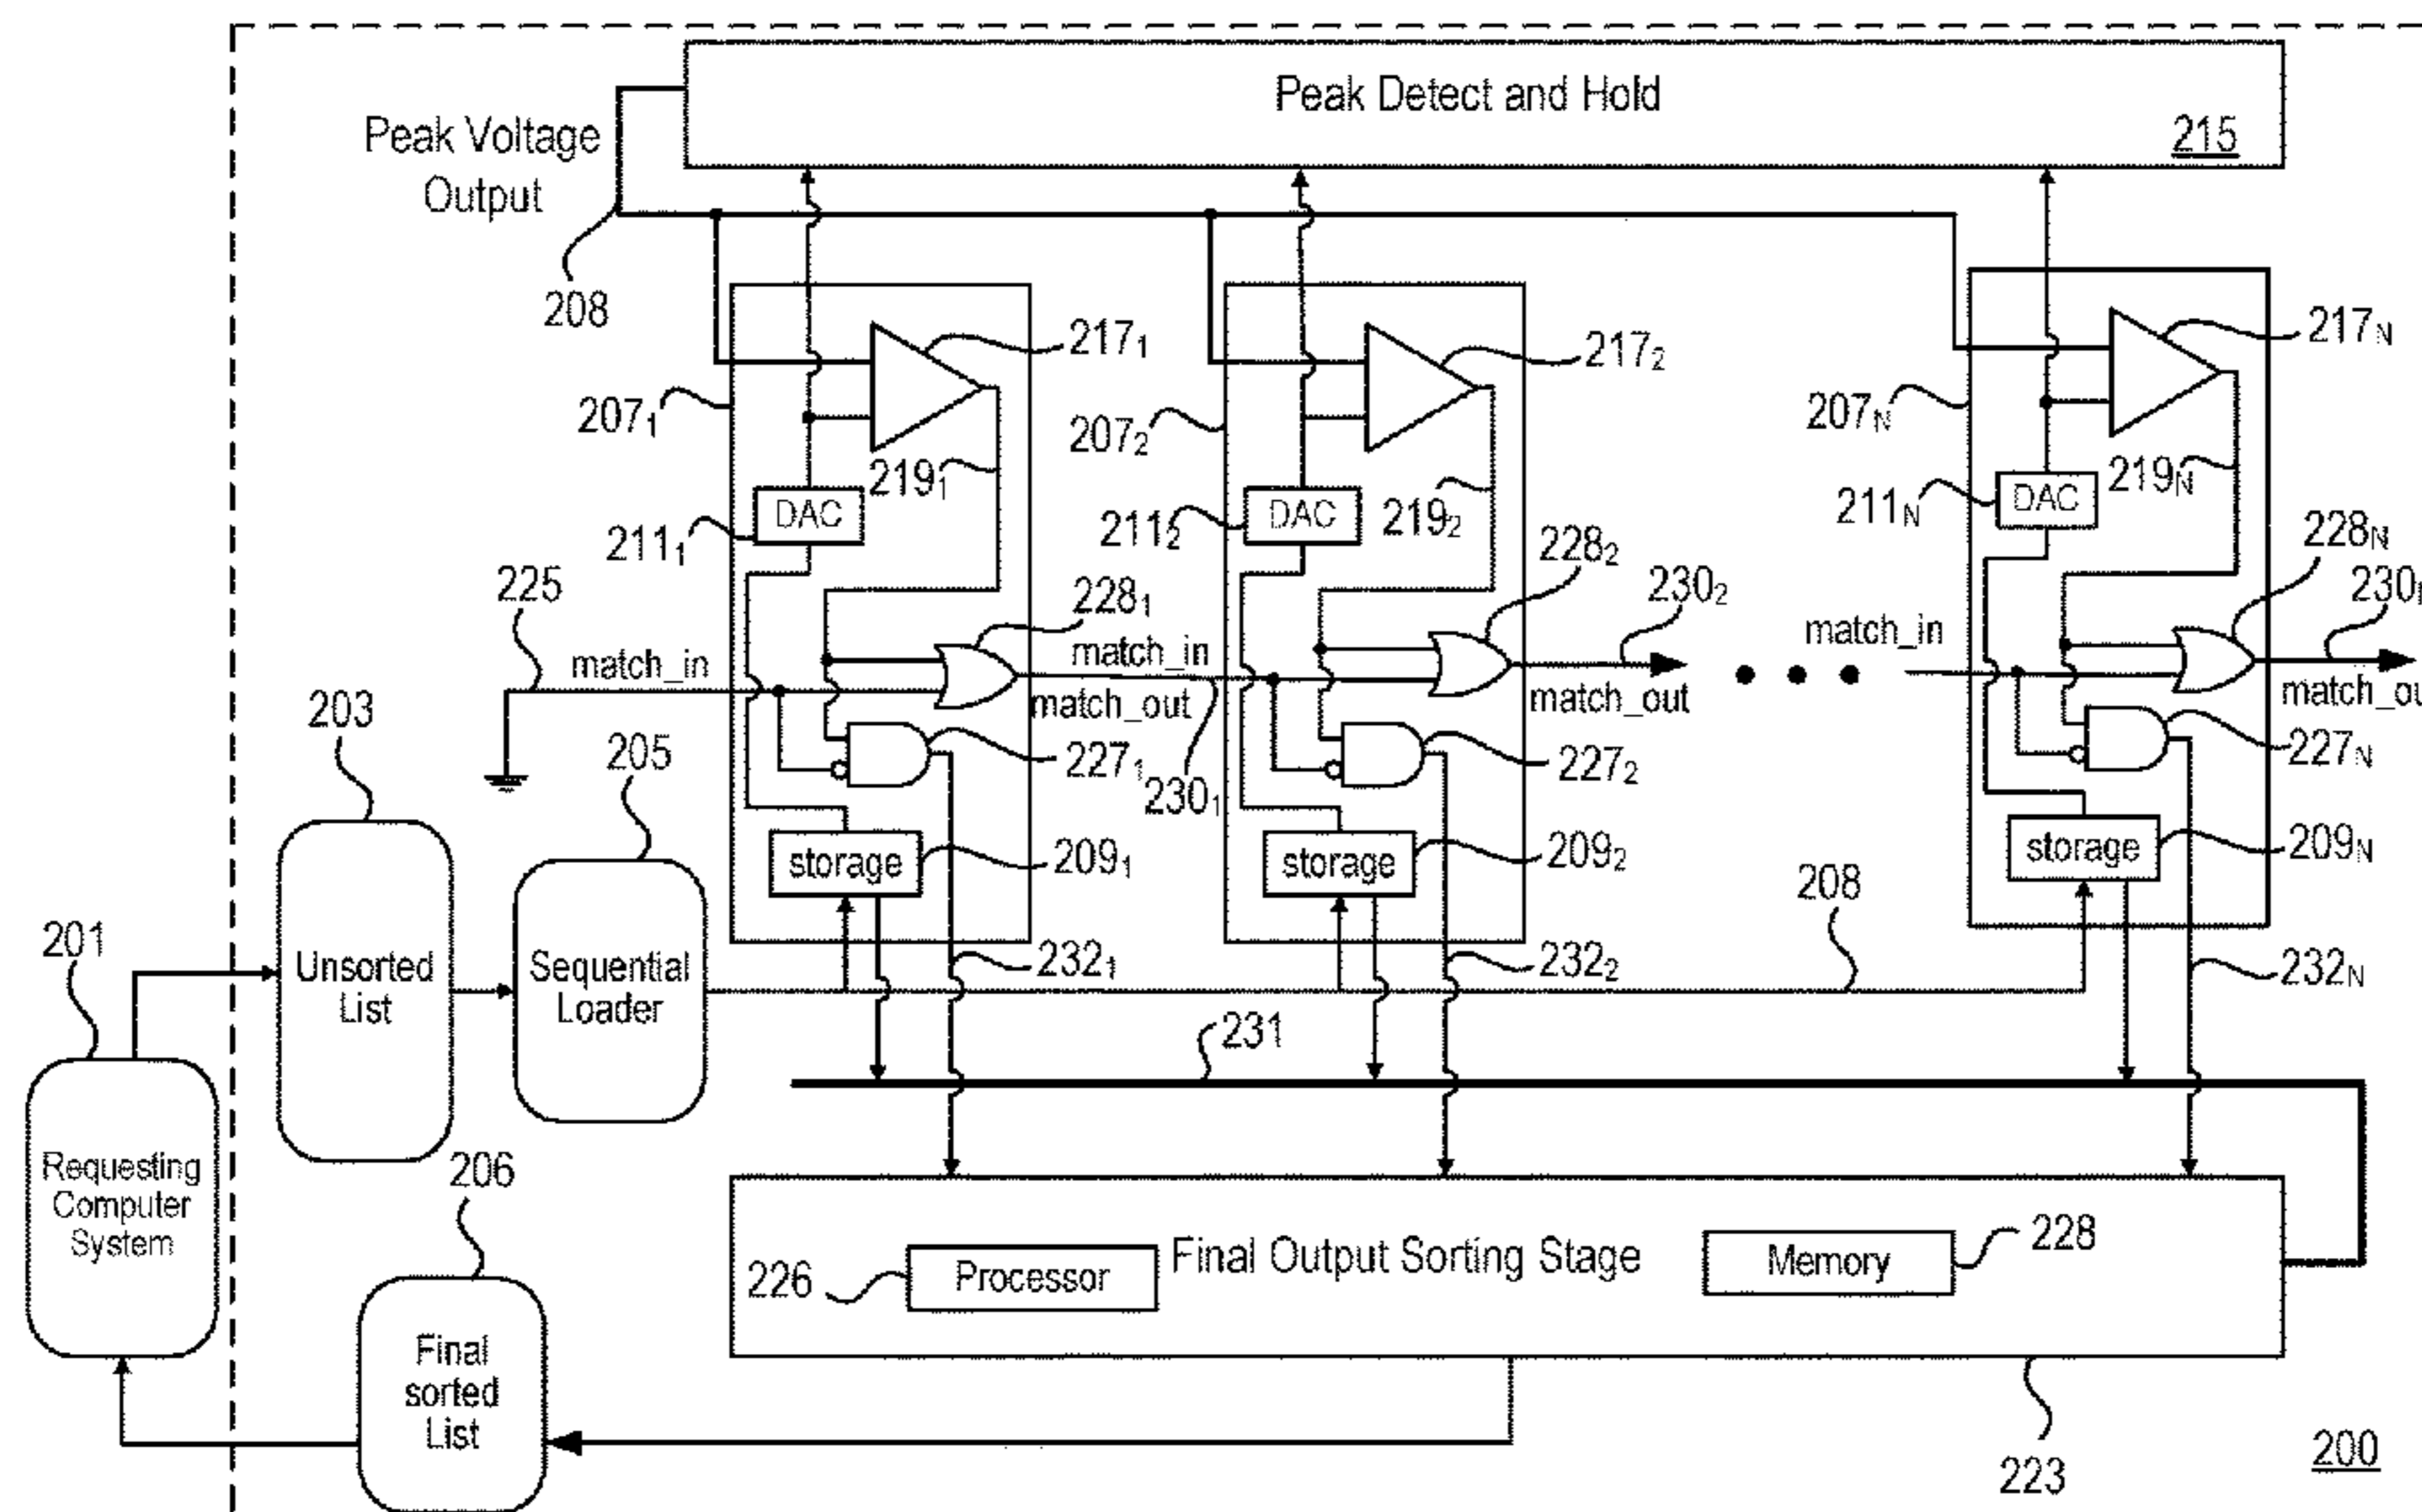 Peak Detect and Hold
215
Peak Voltage
Output
208
217₁
217₂
217N
207₁
207₂
207N
219₁
219₂
219N
DAC
DAC
DAC
211₁
211₂
211N
225
228₁
228₂
228N
230₂
230
match_in
match_in
match_out
match_out
match_in
match_ou
203
205
227₁
230₁
227₂
227N
storage
storage
storage
209₁
209₂
209N
208
201
Unsorted
List
Sequential
Loader
232₁
232₂
232N
231
Requesting
Computer
System
206
Final Output Sorting Stage
226
Processor
Memory
228
Final
sorted
List
223
200